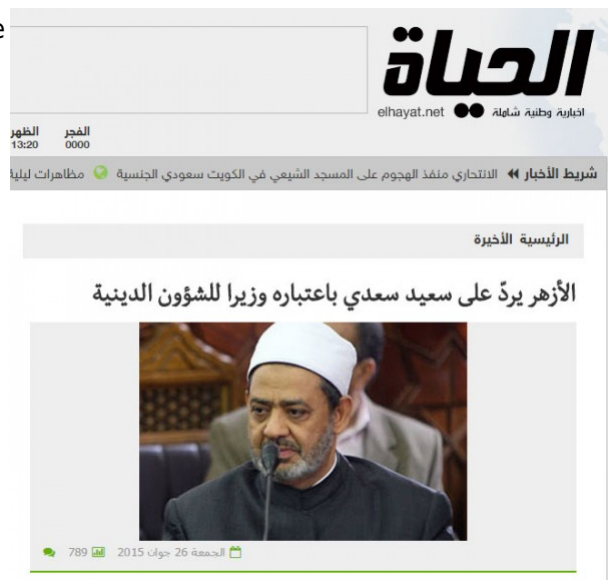 e
الحياة
اخبارية وطنية شاملة elhayat.net
الفجر الظهر
0000 13:20
شريط الأخبار الانتحاري منفذ الهجوم على المسجد الشيعي في الكويت سعودي الجنسية مظاهرات ليلية
الرئيسية الأخيرة
الأزهر يردّ على سعيد سعدي باعتباره وزيرا للشؤون الدينية
الجمعة 26 جوان 2015 789